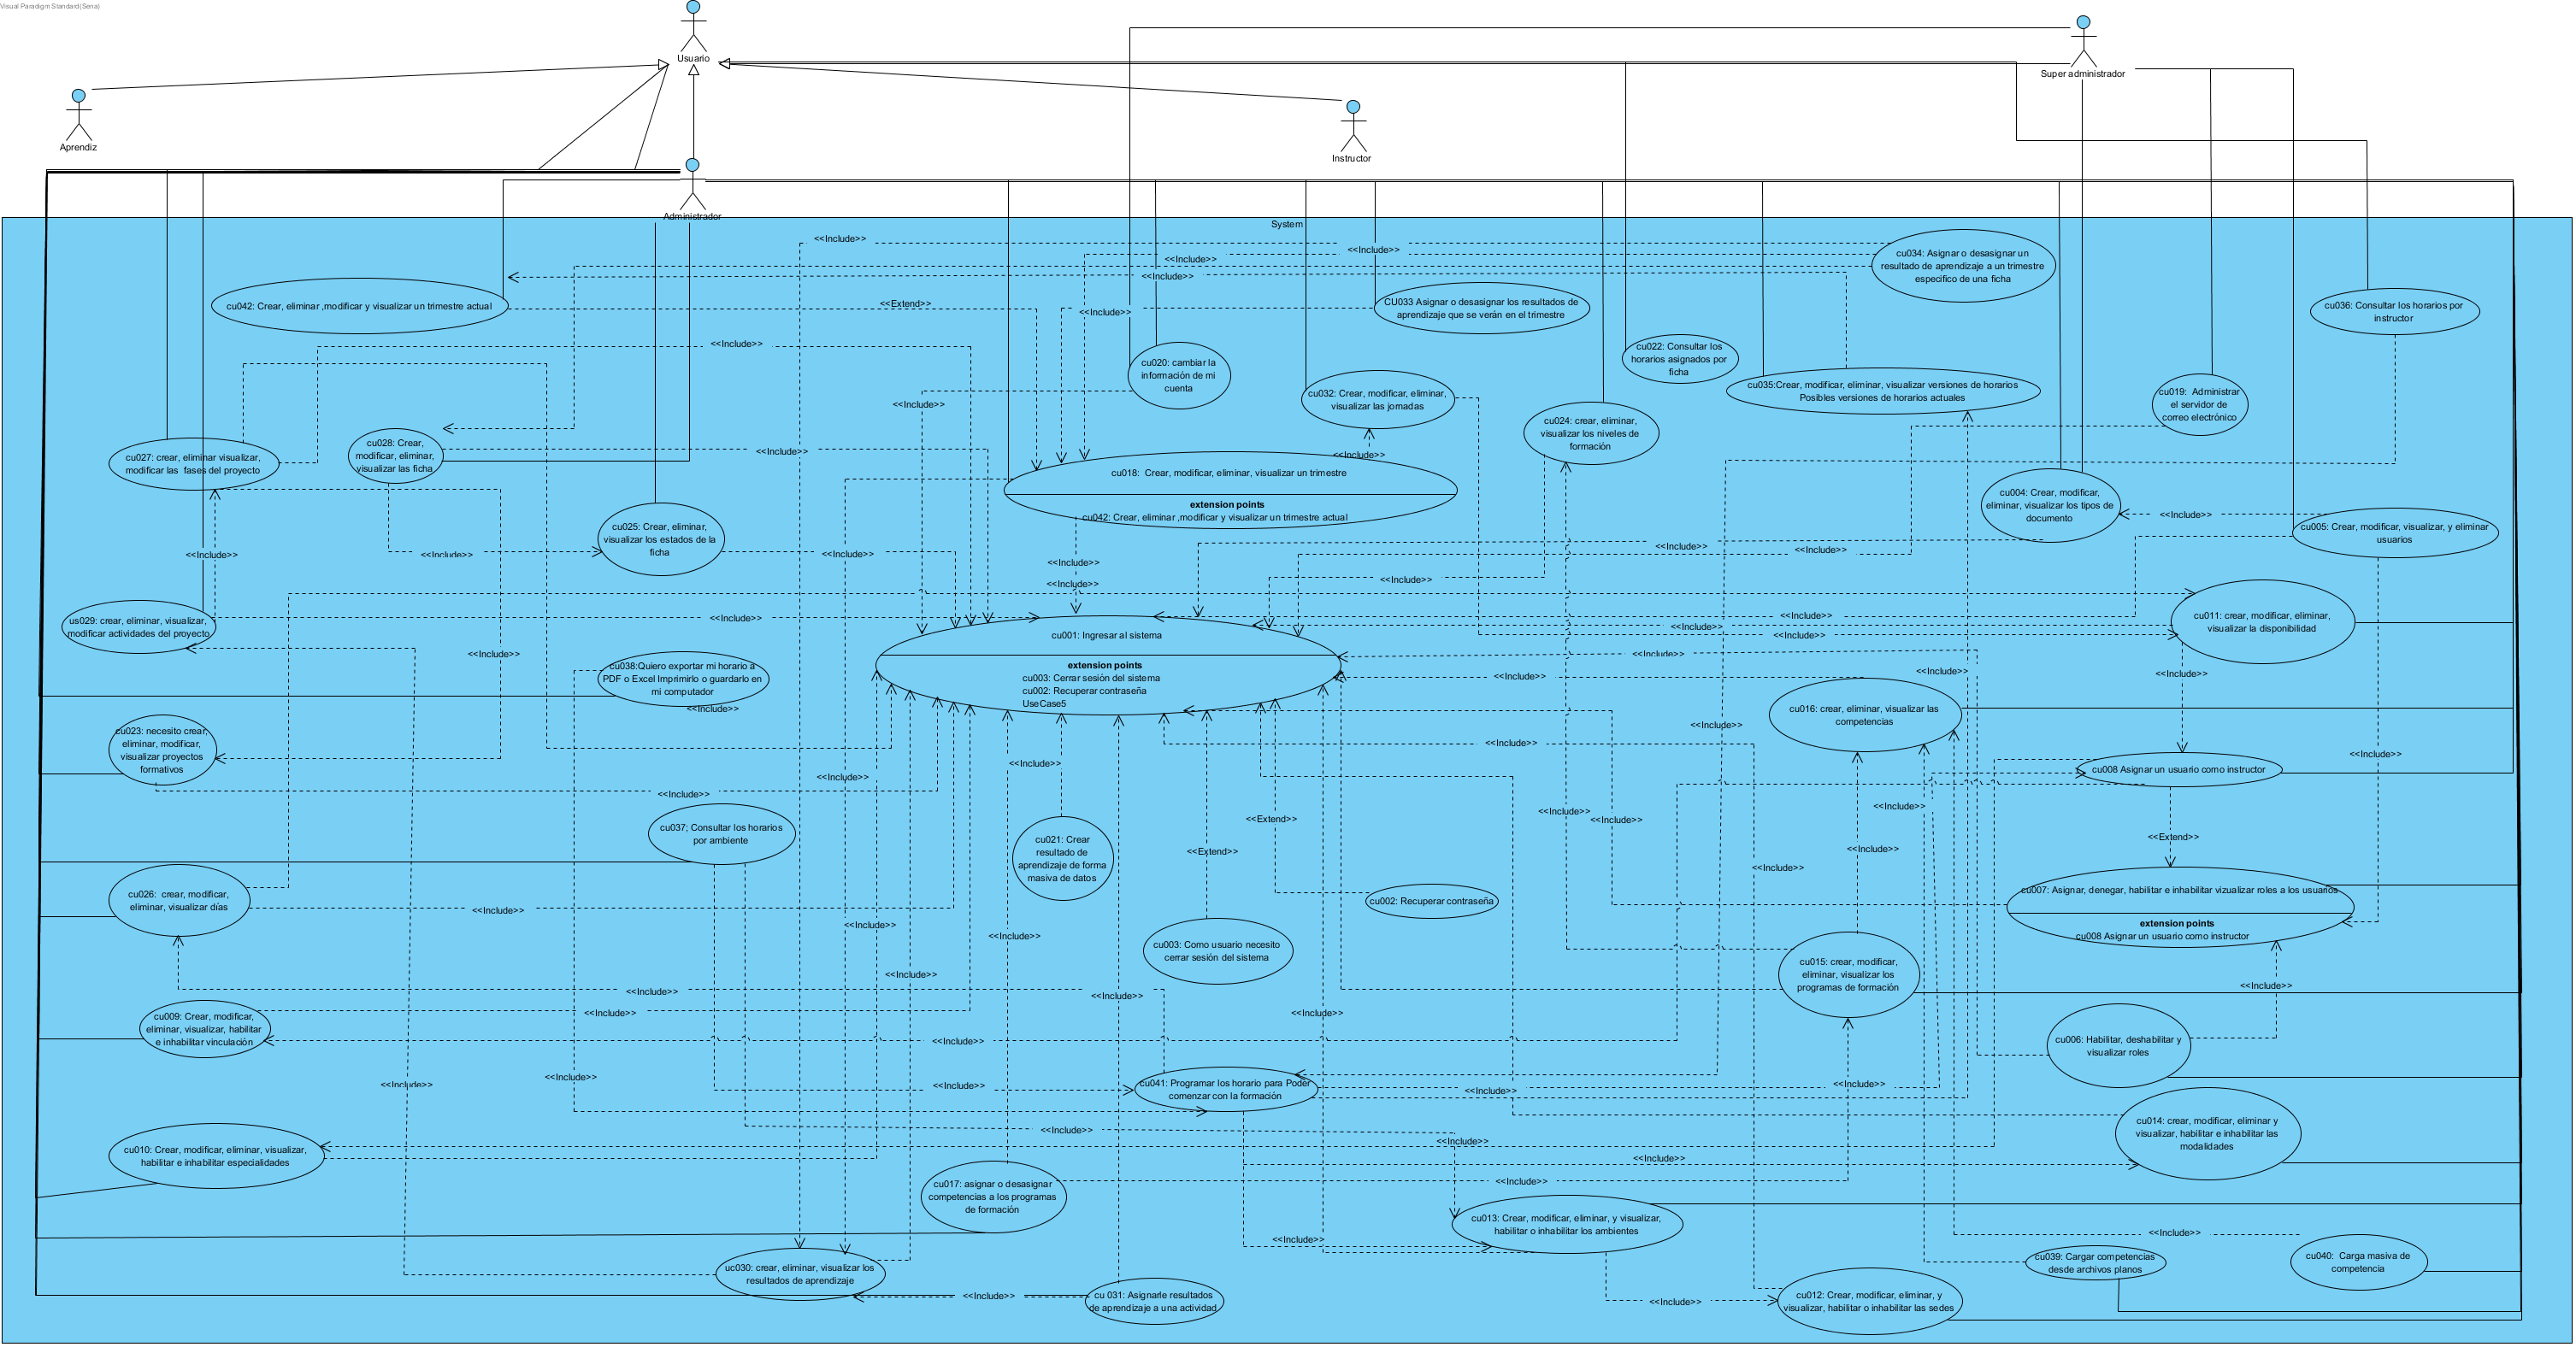 Visual Paradigm Standard(Sena)
Usuario
Super administrador
Aprendiz
Instructor
Administrador
System
<<Include>>
<<Include>>
<<Include>>
<<Include>>
cu034: Asignar o desasignar un
resultado de aprendizaje a un trimestre
especifico de una ficha
cu042: Crear, eliminar ,modificar y visualizar un trimestre actual
<<Extend>>
<<Include>>
CU033 Asignar o desasignar los resultados de
aprendizaje que se verán en el trimestre
cu036: Consultar los horarios por
instructor
<<Include>>
cu020: cambiar la
información de mi
cuenta
cu022: Consultar los
horarios asignados por
ficha
cu032: Crear, modificar, eliminar,
visualizar las jornadas
cu035:Crear, modificar, eliminar, visualizar versiones de horarios
Posibles versiones de horarios actuales
cu019:  Administrar
el servidor de
correo electrónico
<<Include>>
cu024: crear, eliminar,
visualizar los niveles de
formación
cu027: crear, eliminar visualizar,
modificar las  fases del proyecto
cu028: Crear,
modificar, eliminar,
visualizar las ficha
<<Include>>
<<Include>>
cu018:  Crear, modificar, eliminar, visualizar un trimestre
extension points
cu042: Crear, eliminar ,modificar y visualizar un trimestre actual
cu004: Crear, modificar,
eliminar, visualizar los tipos de
documento
<<Include>>
cu005: Crear, modificar, visualizar, y eliminar
usuarios
cu025: Crear, eliminar,
visualizar los estados de la
ficha
<<Include>>
<<Include>>
<<Include>>
<<Include>>
<<Include>>
<<Include>>
<<Include>>
<<Include>>
us029: crear, eliminar, visualizar,
modificar actividades del proyecto
<<Include>>
<<Include>>
<<Include>>
<<Include>>
cu011: crear, modificar, eliminar,
visualizar la disponibilidad
cu001: Ingresar al sistema
extension points
cu003: Cerrar sesión del sistema
cu002: Recuperar contraseña
UseCase5
<<Include>>
<<Include>>
cu038:Quiero exportar mi horario a
PDF o Excel Imprimirlo o guardarlo en
mi computador
<<Include>>
<<Include>>
<<Include>>
<<Include>>
cu016: crear, eliminar, visualizar las
competencias
<<Include>>
cu023: necesito crear,
eliminar, modificar,
visualizar proyectos
formativos
<<Include>>
<<Include>>
<<Include>>
<<Include>>
<<Include>>
cu008 Asignar un usuario como instructor
<<Include>>
<<Include>>
<<Include>>
<<Extend>>
<<Include>>
<<Extend>>
cu037; Consultar los horarios
por ambiente
cu021: Crear
resultado de
aprendizaje de forma
masiva de datos
<<Extend>>
<<Include>>
<<Include>>
cu026:  crear, modificar,
eliminar, visualizar días
<<Include>>
cu002: Recuperar contraseña
cu007: Asignar, denegar, habilitar e inhabilitar vizualizar roles a los usuarios
extension points
cu008 Asignar un usuario como instructor
<<Include>>
<<Include>>
cu003: Como usuario necesito
cerrar sesión del sistema
cu015: crear, modificar,
eliminar, visualizar los
programas de formación
<<Include>>
<<Include>>
<<Include>>
<<Include>>
<<Include>>
<<Include>>
cu009: Crear, modificar,
eliminar, visualizar, habilitar
e inhabilitar vinculación
<<Include>>
cu006: Habilitar, deshabilitar y
visualizar roles
<<Include>>
<<Include>>
<<Include>>
cu041: Programar los horario para Poder
comenzar con la formación
<<Include>>
<<Include>>
<<Include>>
<<Include>>
cu014: crear, modificar, eliminar y
visualizar, habilitar e inhabilitar las
modalidades
cu010: Crear, modificar, eliminar, visualizar,
habilitar e inhabilitar especialidades
<<Include>>
cu017: asignar o desasignar
competencias a los programas
de formación
<<Include>>
cu013: Crear, modificar, eliminar, y visualizar,
habilitar o inhabilitar los ambientes
<<Include>>
<<Include>>
uc030: crear, eliminar, visualizar los
resultados de aprendizaje
cu039: Cargar competencias
desde archivos planos
cu040:  Carga masiva de
competencia
<<Include>>
cu 031: Asignarle resultados
de aprendizaje a una actividad
<<Include>>
cu012: Crear, modificar, eliminar, y
visualizar, habilitar o inhabilitar las sedes